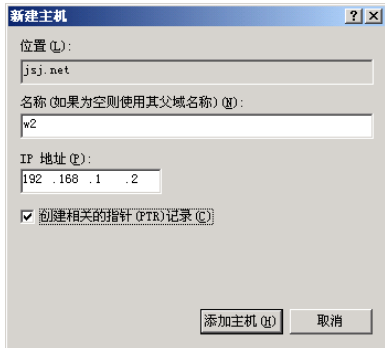 新建主机
位置(L):
jsj.net
名称(如果为空则使用其父域名称)(N):
w2
IP 地址(P):
192 .168 .1 .2
创建相关的指针(PTR)记录(C)
添加主机(H) 取消